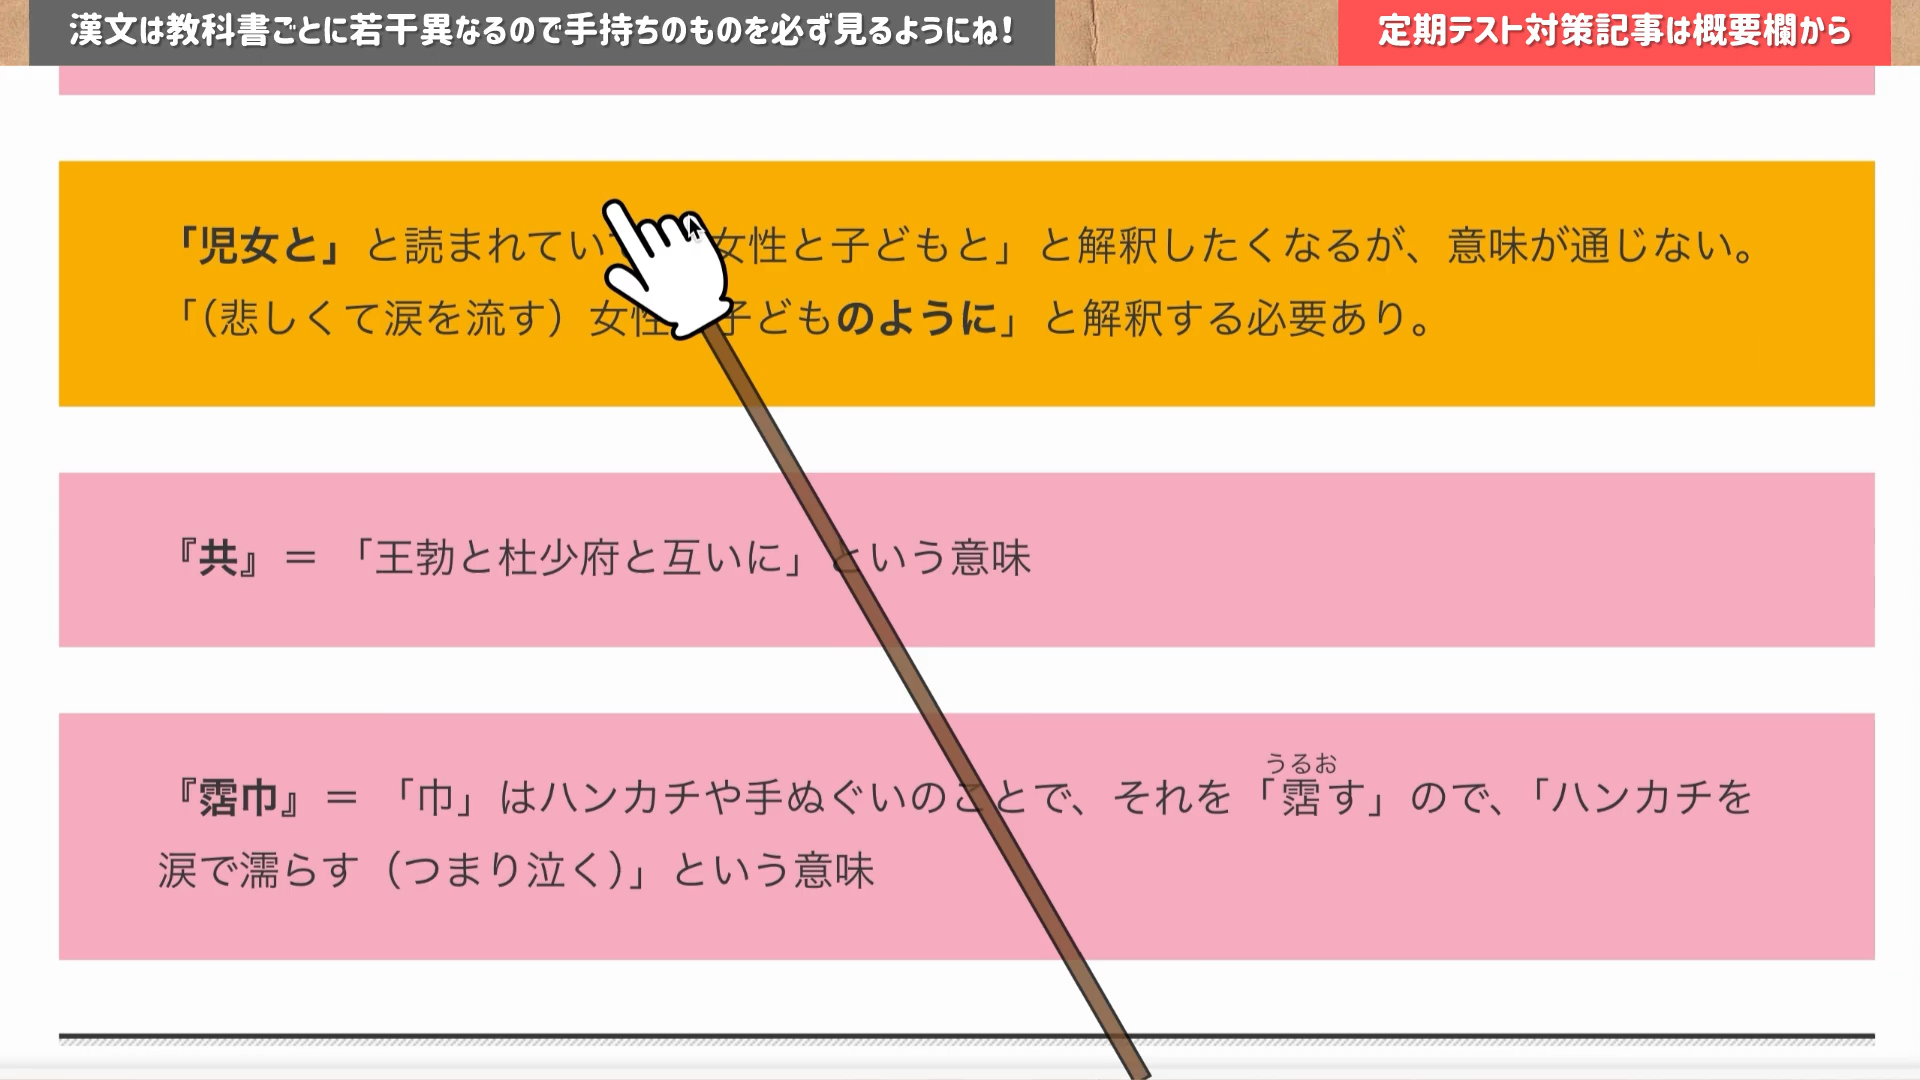 漢文は教科書ごとに若干異なるので手持ちのものを必ず見るようにね!
定期テスト対策記事は概要欄から
「児女と」と読まれてい 女性と子どもと」と解釈したくなるが、意味が通じない。
「（悲しくて涙を流す）女性 子どものように」と解釈する必要あり。
『共』＝「王勃と杜少府と互いに」という意味
うるお
『霑巾』＝「巾」はハンカチや手ぬぐいのことで、それを「霑す」ので、「ハンカチを
涙で濡らす（つまり泣く）」という意味